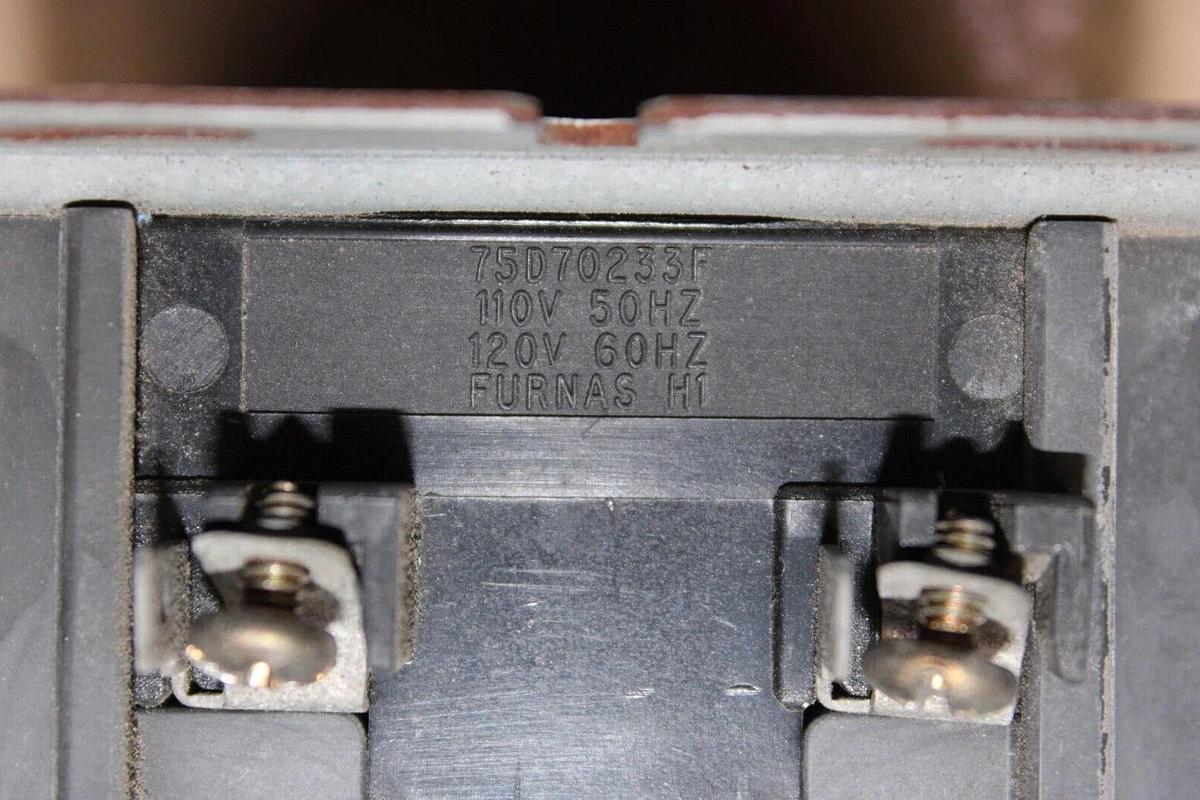 75D70233F
110V 50HZ
120V 60HZ
FURNAS H1